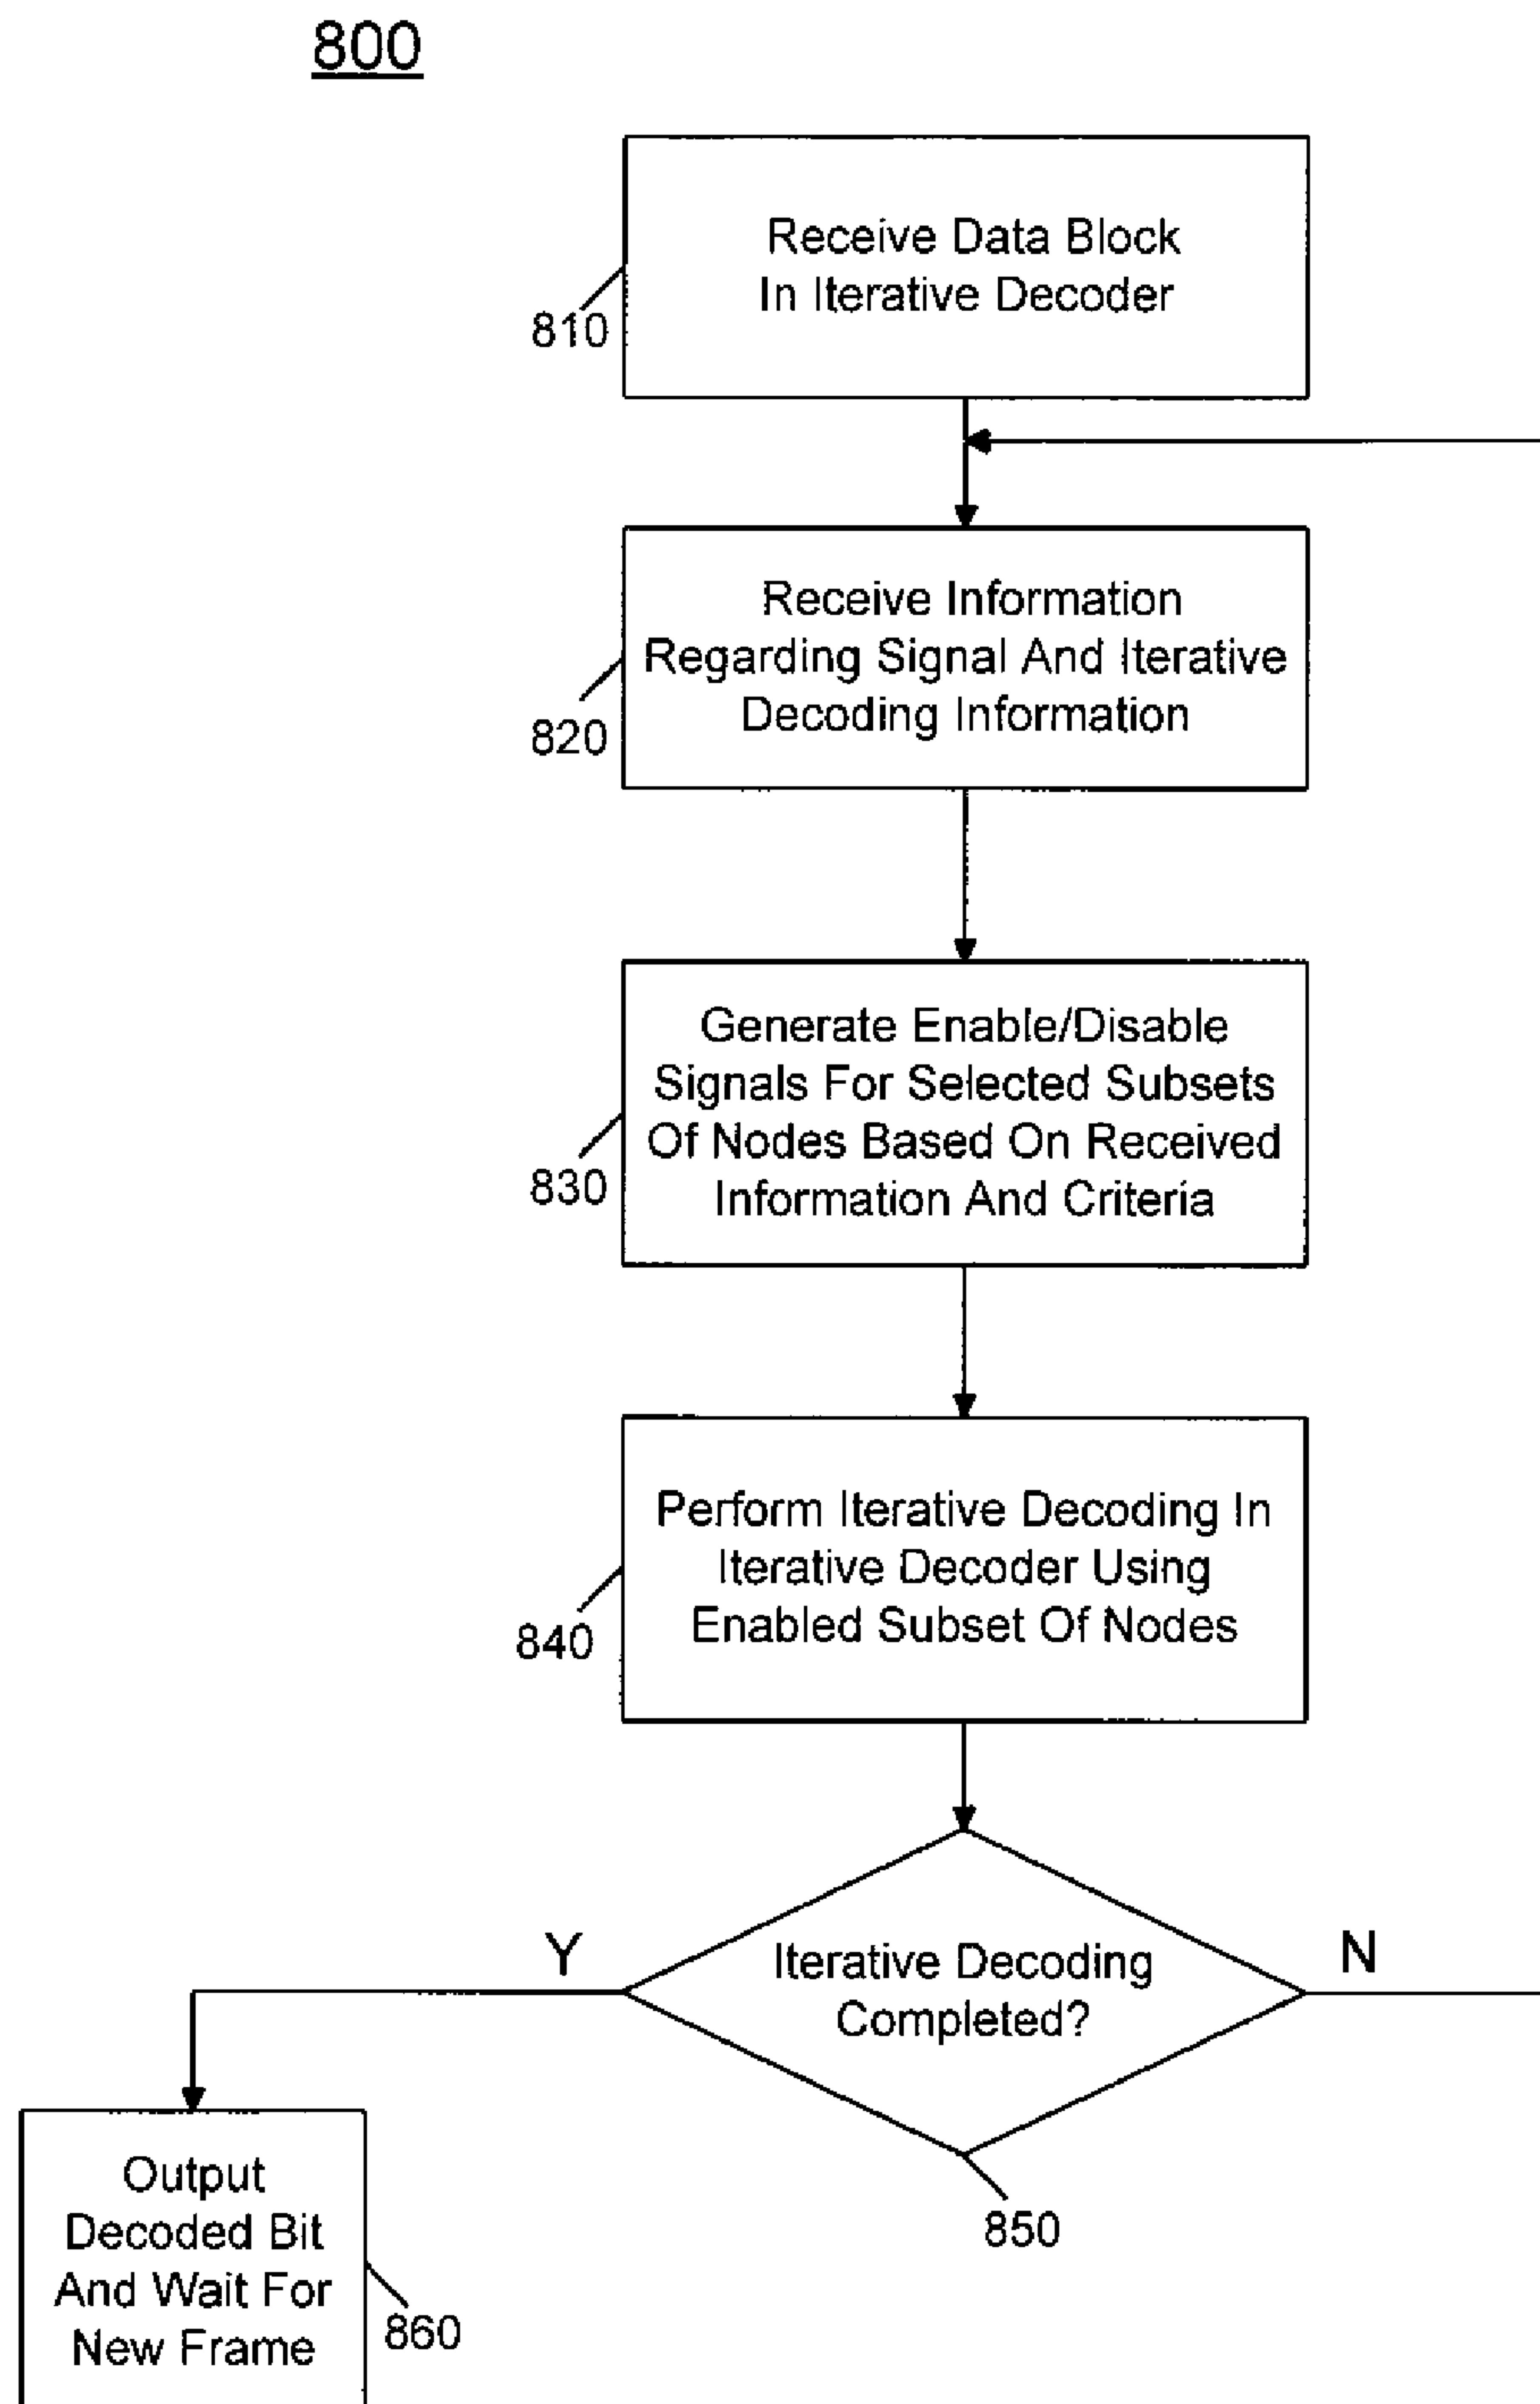 800
Receive Data Block
In Iterative Decoder
810
Receive Information
Regarding Signal And Iterative
Decoding Information
820
Generate Enable/Disable
Signals For Selected Subsets
Of Nodes Based On Received
Information And Criteria
830
Perform Iterative Decoding In
Iterative Decoder Using
Enabled Subset Of Nodes
840
Y
Iterative Decoding
Completed?
N
850
Output
Decoded Bit
And Wait For
New Frame
860